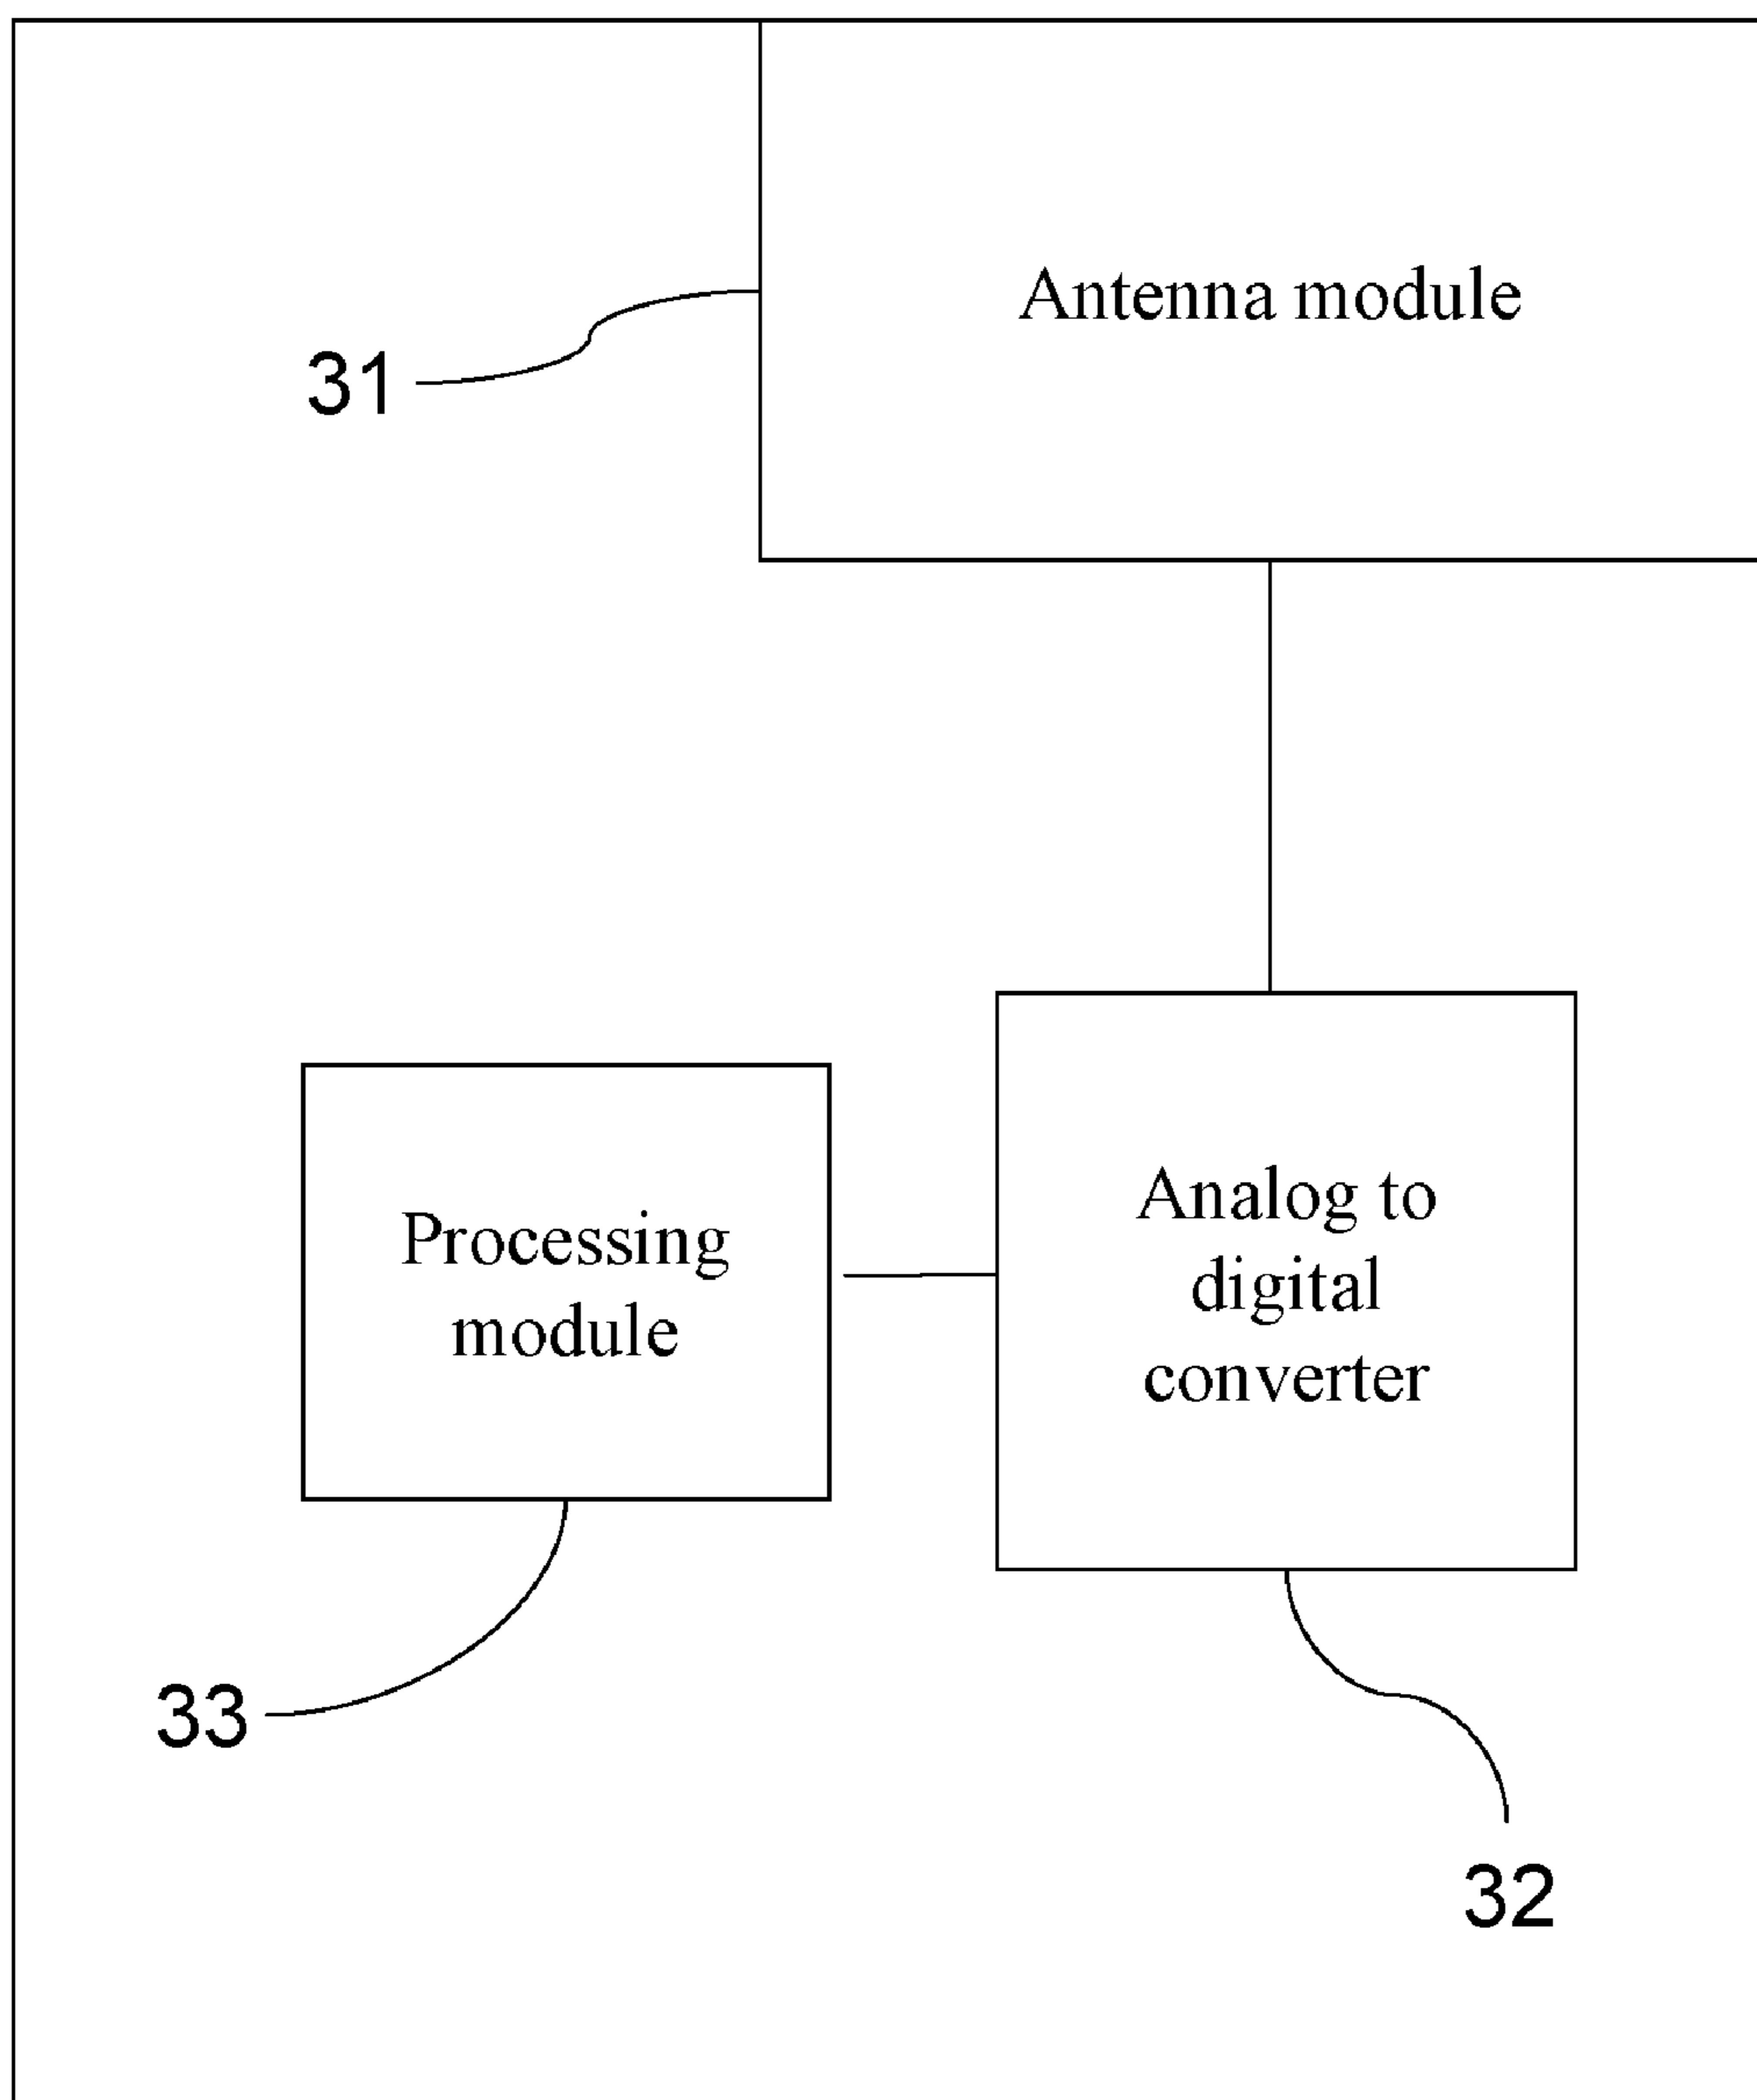 Antenna module
31
Processing
module
Analog to
digital
converter
33
32